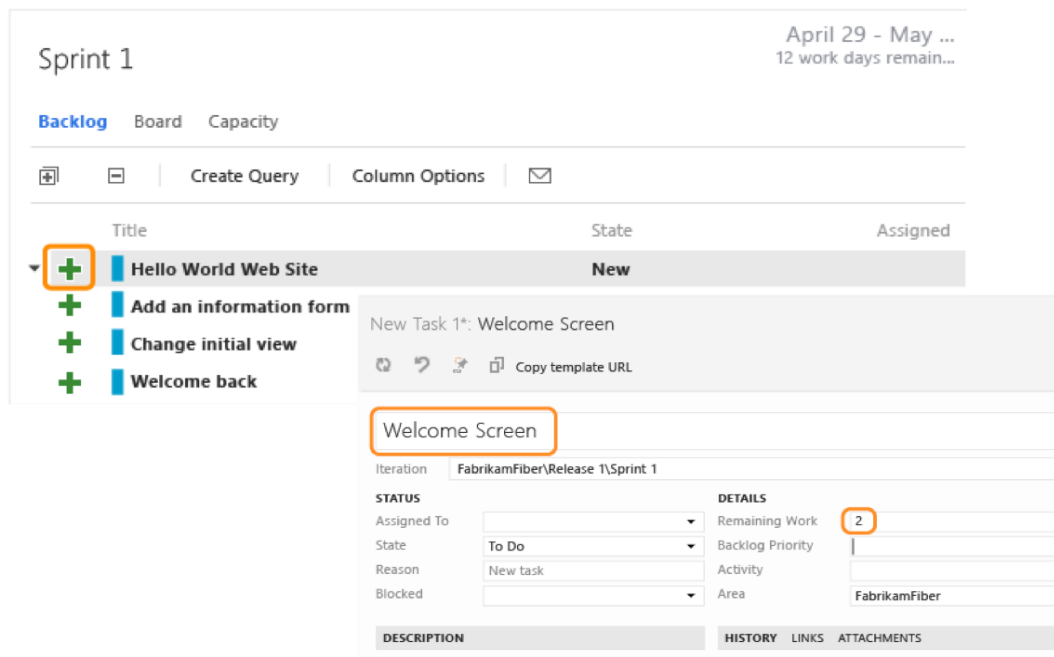 April 29 - May ...
Sprint 1
12 work days remain...
Backlog Board Capacity
Create Query Column Options
Title State Assigned
Hello World Web Site New
Add an information form
Change initial view
Welcome back
New Task 1*: Welcome Screen
Copy template URL
Welcome Screen
Iteration FabrikamFiber\Release 1\Sprint 1
STATUS DETAILS
Assigned To Remaining Work 2
State To Do Backlog Priority
Reason New task Activity
Blocked Area FabrikamFiber
DESCRIPTION HISTORY LINKS ATTACHMENTS